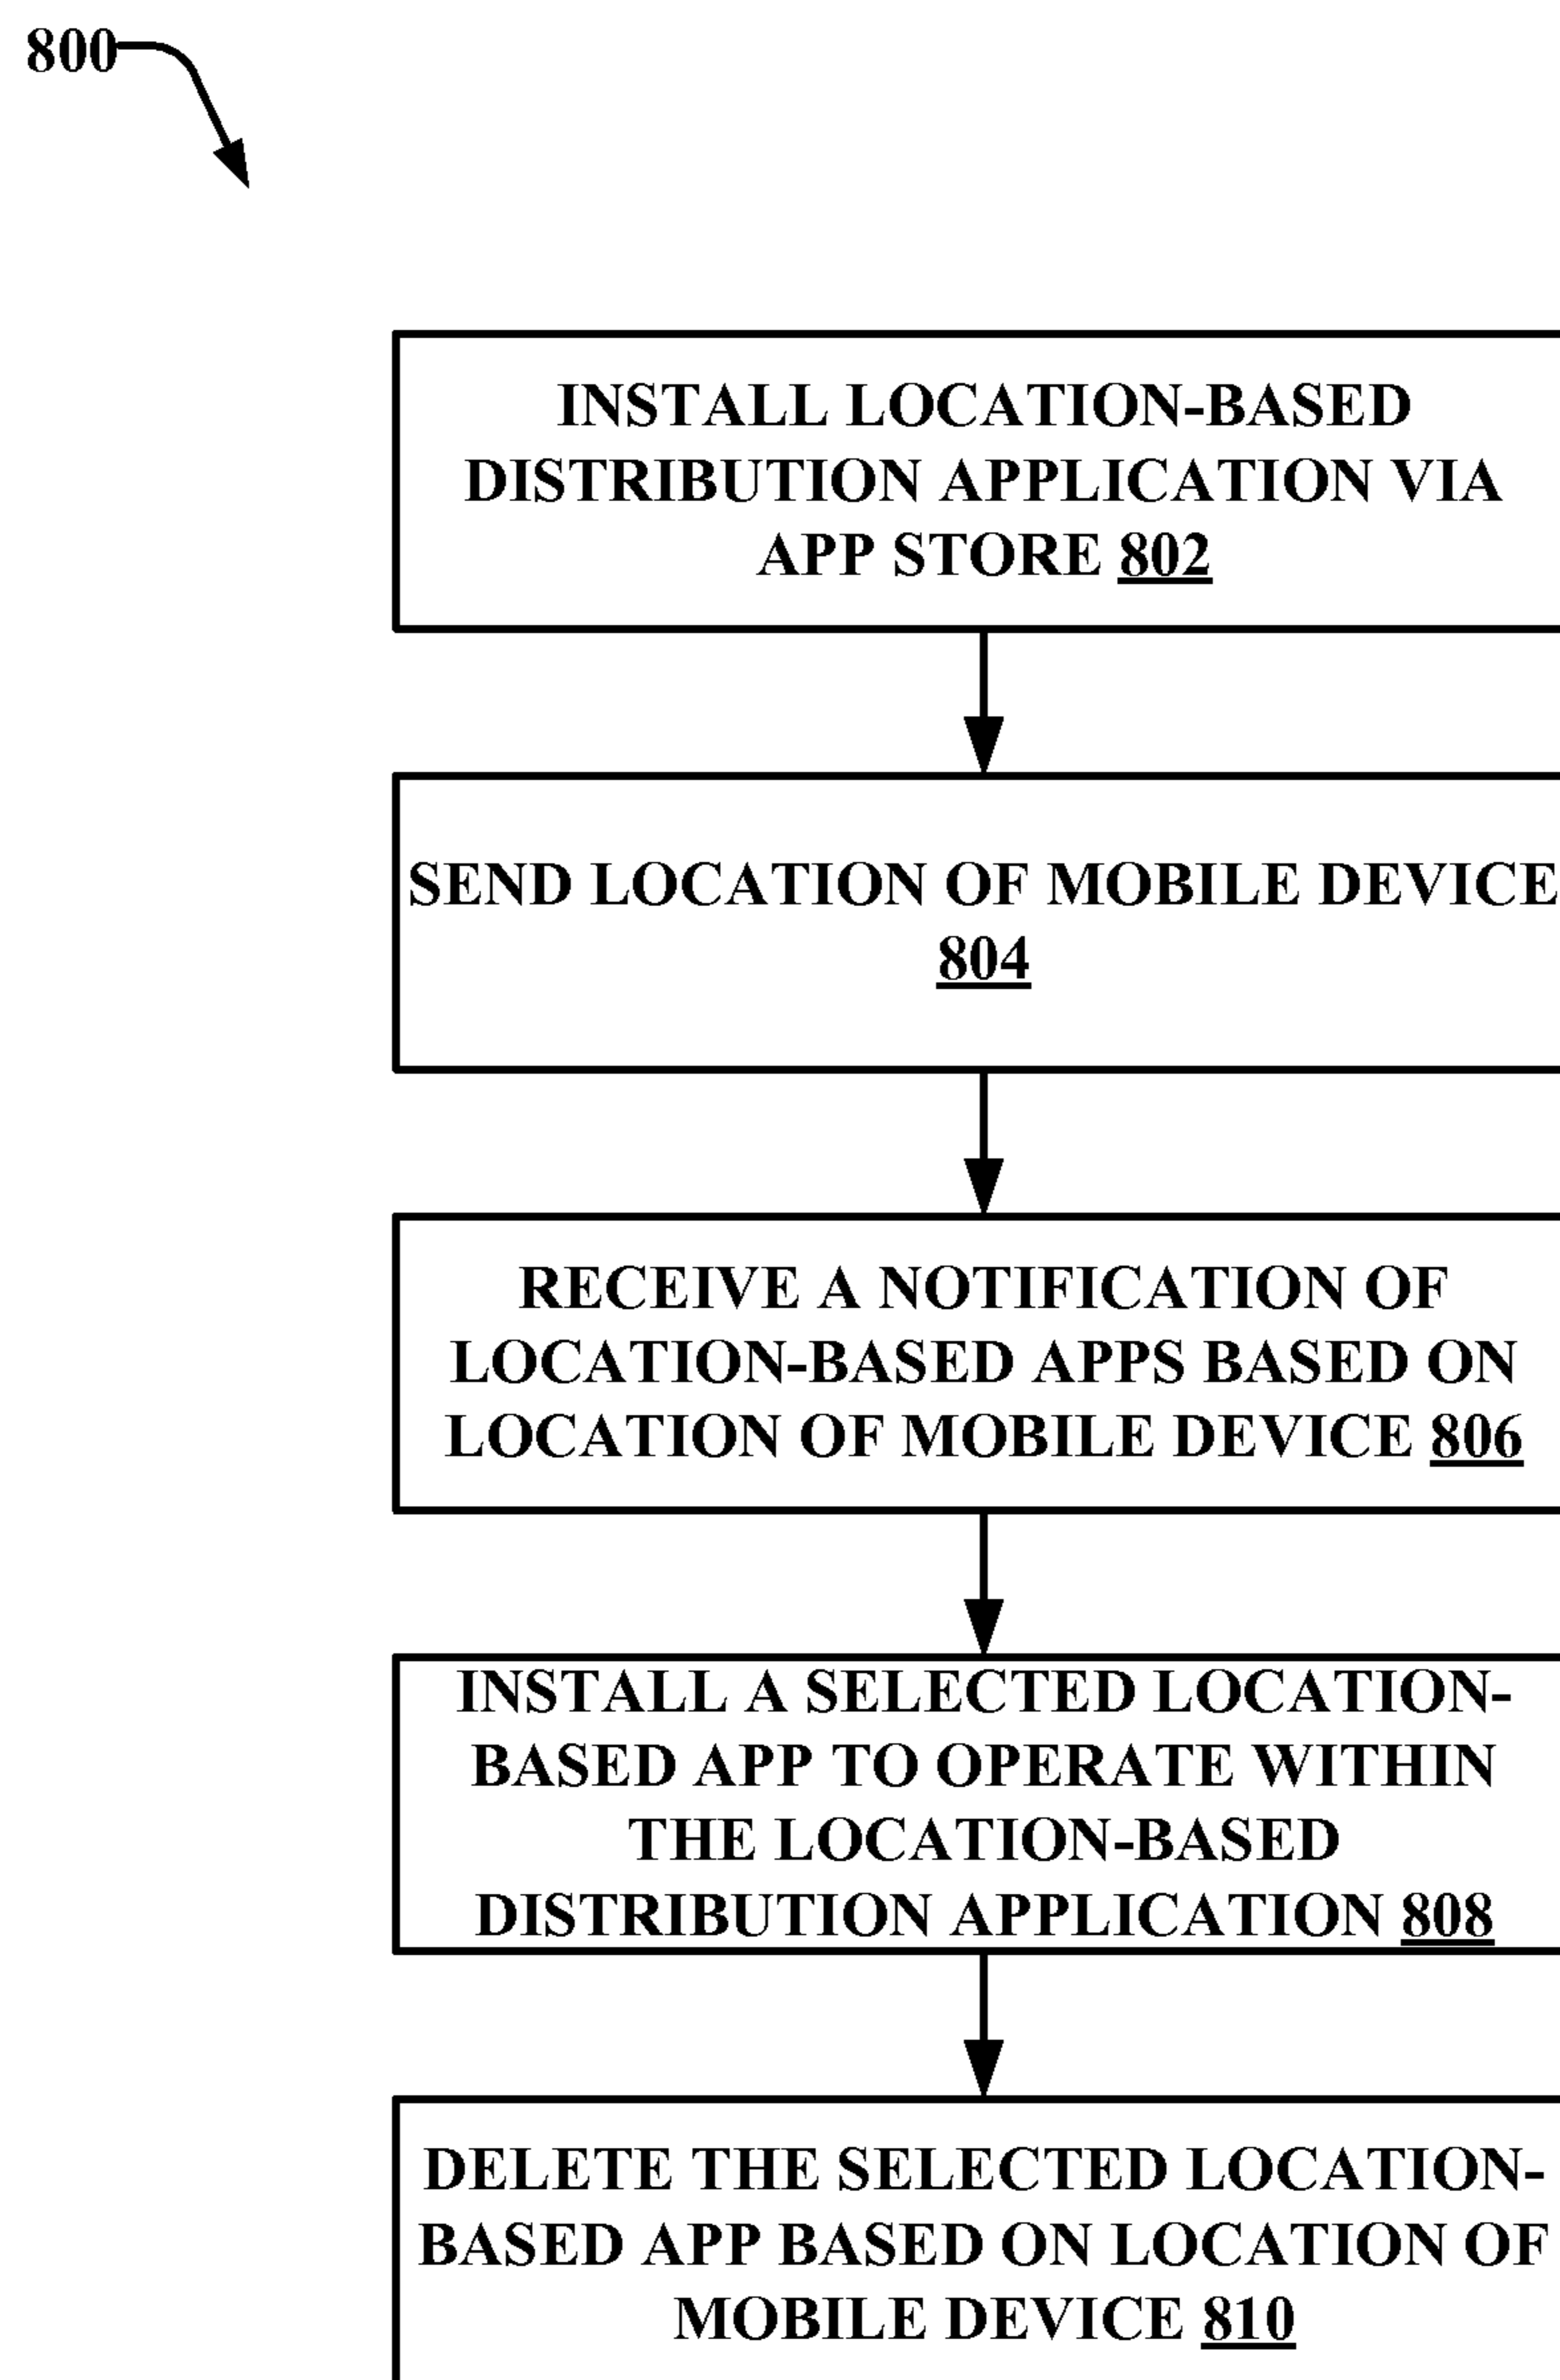 800
INSTALL LOCATION-BASED
DISTRIBUTION APPLICATION VIA
APP STORE 802
SEND LOCATION OF MOBILE DEVICE
804
RECEIVE A NOTIFICATION OF
LOCATION-BASED APPS BASED ON
LOCATION OF MOBILE DEVICE 806
INSTALL A SELECTED LOCATION-
BASED APP TO OPERATE WITHIN
THE LOCATION-BASED
DISTRIBUTION APPLICATION 808
DELETE THE SELECTED LOCATION-
BASED APP BASED ON LOCATION OF
MOBILE DEVICE 810